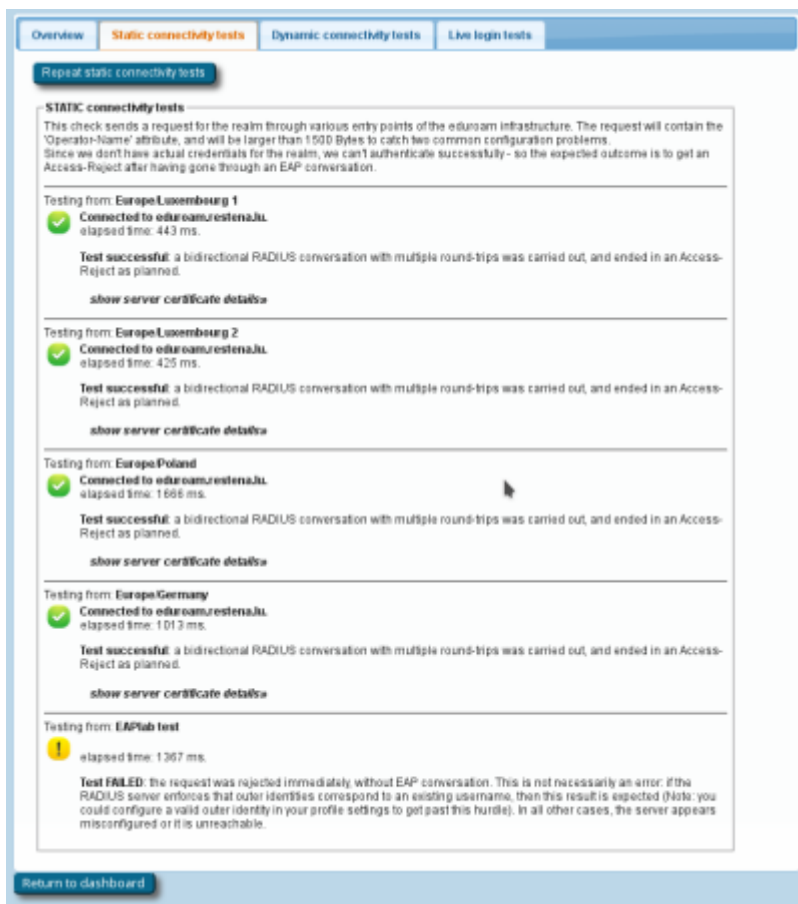 Overview
Static connectivity tests
Dynamic connectivity tests
Live login tests
Repeat static connectivity tests
STATIC connectivity tests
This check sends a request for the realm through various entry points of the eduroam infrastructure. The request will contain the
'Operator-Name' attribute, and will be larger than 1500 Bytes to catch two common configuration problems.
Since we don't have actual credentials for the realm, we can't authenticate successfully - so the expected outcome is to get an
Access-Reject after having gone through an EAP conversation.
Testing from: Europe/Luxembourg 1
Connected to eduroam.restena.lu.
elapsed time: 443 ms.
Test successful: a bidirectional RADIUS conversation with multiple round-trips was carried out, and ended in an Access-
Reject as planned.
show server certificate details»
Testing from: Europe/Luxembourg 2
Connected to eduroam.restena.lu.
elapsed time: 425 ms.
Test successful: a bidirectional RADIUS conversation with multiple round-trips was carried out, and ended in an Access-
Reject as planned.
show server certificate details»
Testing from: Europe/Poland
Connected to eduroam.restena.lu.
elapsed time: 1666 ms.
Test successful: a bidirectional RADIUS conversation with multiple round-trips was carried out, and ended in an Access-
Reject as planned.
show server certificate details»
Testing from: Europe/Germany
Connected to eduroam.restena.lu.
elapsed time: 1013 ms.
Test successful: a bidirectional RADIUS conversation with multiple round-trips was carried out, and ended in an Access-
Reject as planned.
show server certificate details»
Testing from: EAPlab test
elapsed time: 1367 ms.
Test FAILED: the request was rejected immediately, without EAP conversation. This is not necessarily an error: if the
RADIUS server enforces that outer identities correspond to an existing username, then this result is expected (Note: you
could configure a valid outer identity in your profile settings to get past this hurdle). In all other cases, the server appears
misconfigured or it is unreachable.
Return to dashboard